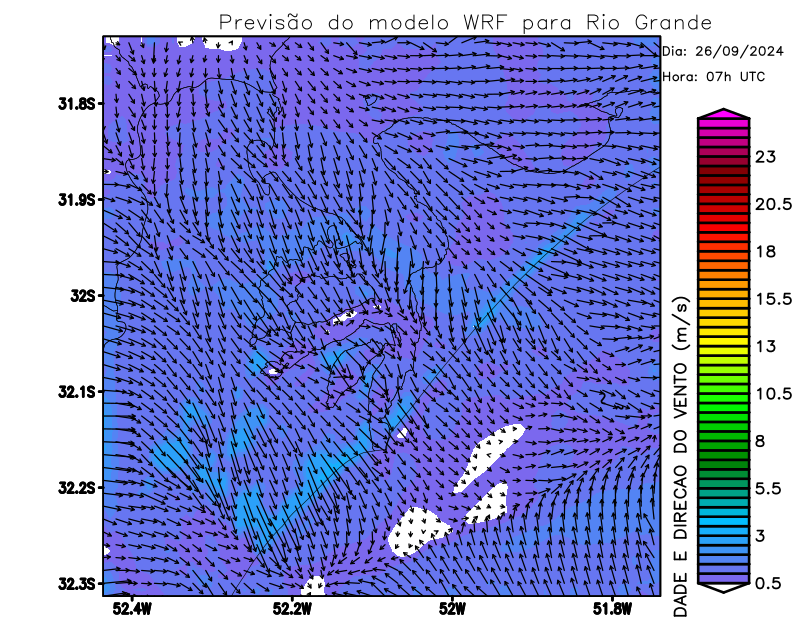 Previsão do modelo WRF para Rio Grande
Dia: 26/09/2024
Hora: 07h UTC
31.8S
31.9S
32S
32.1S
32.2S
32.3S
52.4W
52.2W
52W
51.8W
23
20.5
18
15.5
13
10.5
8
5.5
3
0.5
DADE E DIRECAO DO VENTO (m/s)